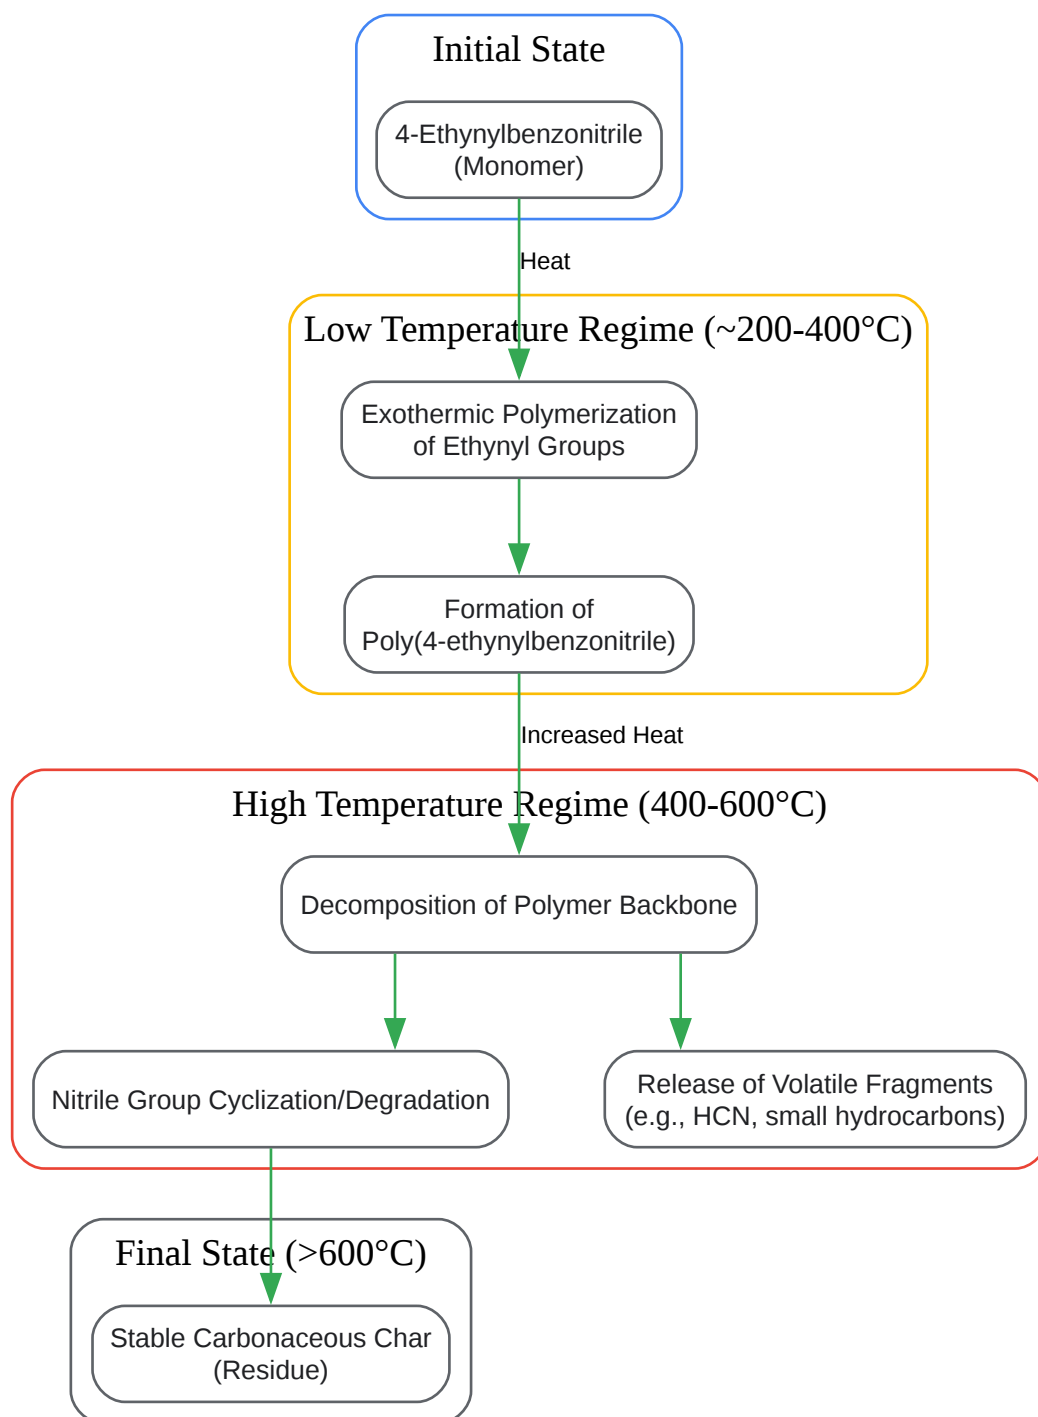 Initial State
4-Ethynylbenzonitrile
(Monomer)
Heat
Low Temperature Regime (~200-400°C)
Exothermic Polymerization
of Ethynyl Groups
Formation of
Poly(4-ethynylbenzonitrile)
Increased Heat
High Temperature Regime (400-600°C)
Decomposition of Polymer Backbone
Nitrile Group Cyclization/Degradation
Release of Volatile Fragments
(e.g., HCN, small hydrocarbons)
Final State (>600°C)
Stable Carbonaceous Char
(Residue)